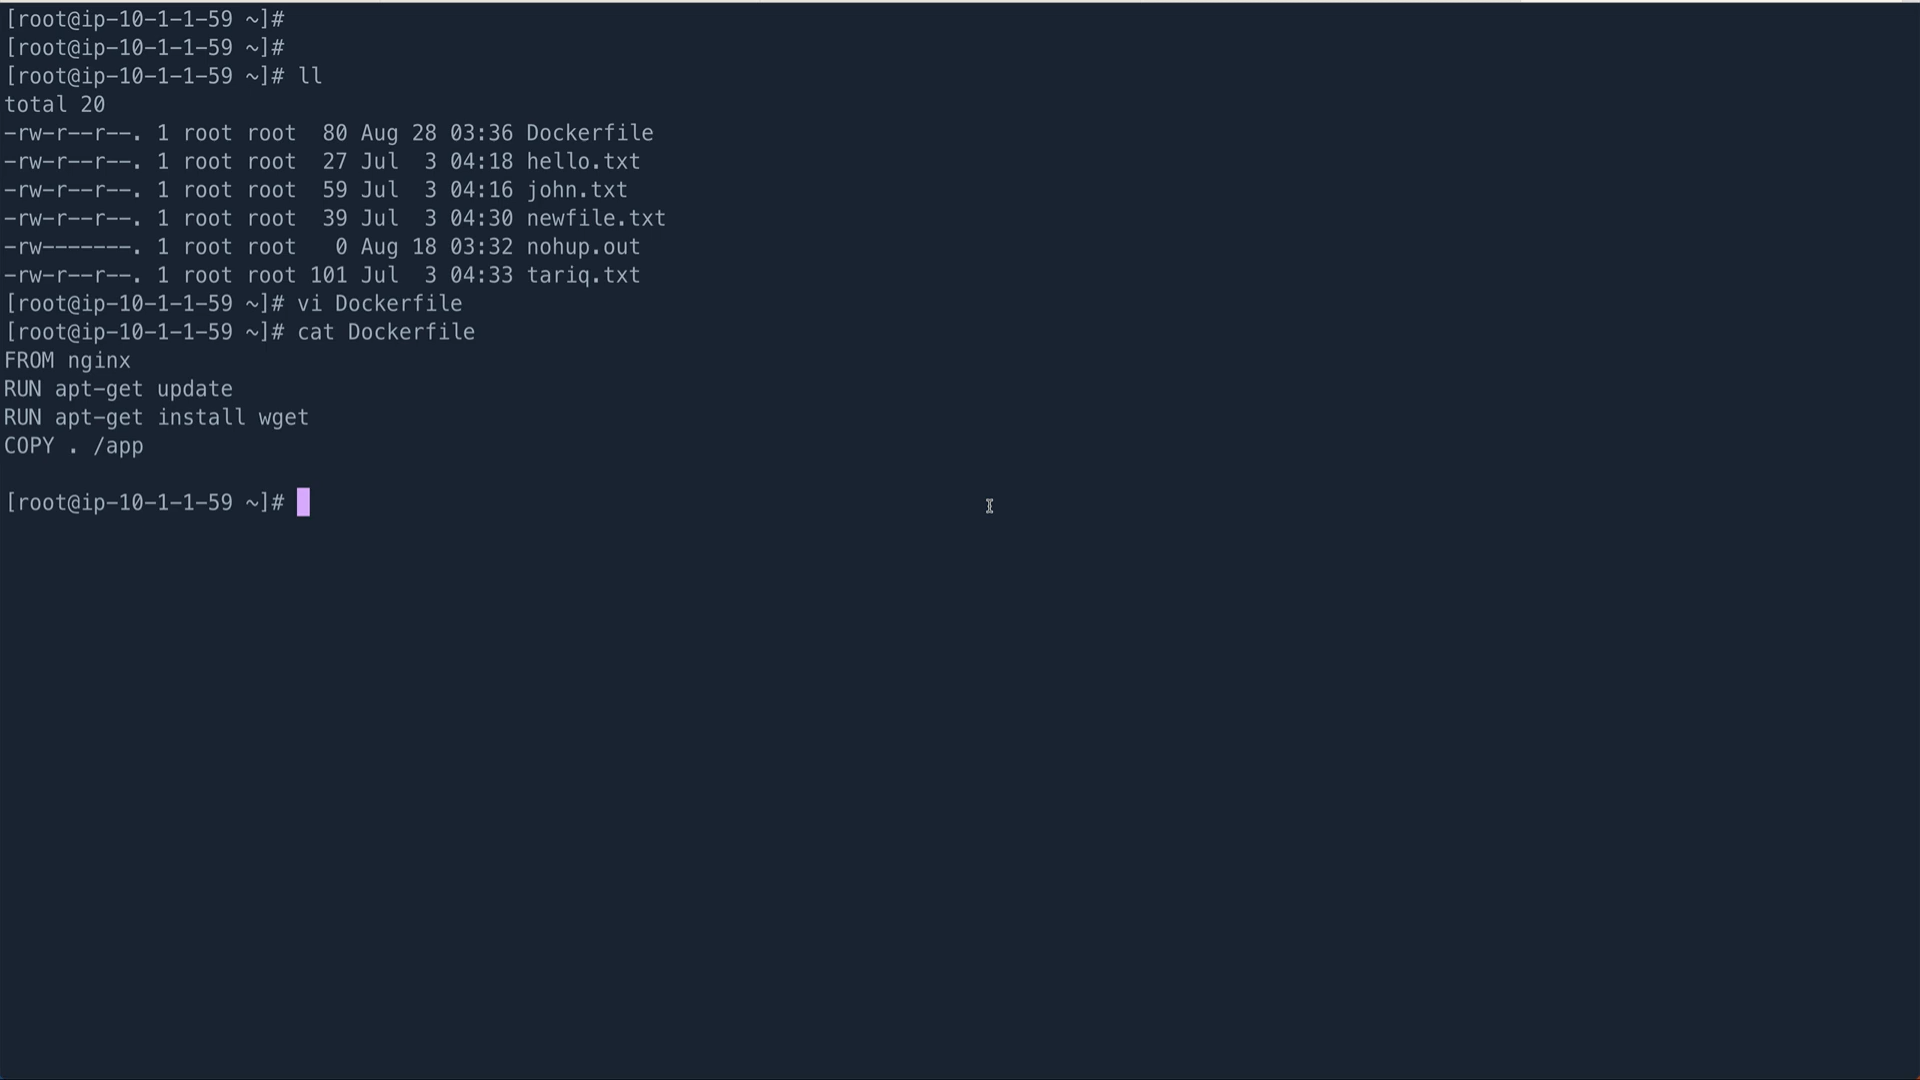 [root@ip-10-1-1-59 ~]#
[root@ip-10-1-1-59 ~]#
[root@ip-10-1-1-59 ~]# ll
total 20
-rw-r--r--. 1 root root  80 Aug 28 03:36 Dockerfile
-rw-r--r--. 1 root root  27 Jul  3 04:18 hello.txt
-rw-r--r--. 1 root root  59 Jul  3 04:16 john.txt
-rw-r--r--. 1 root root  39 Jul  3 04:30 newfile.txt
-rw-------. 1 root root   0 Aug 18 03:32 nohup.out
-rw-r--r--. 1 root root 101 Jul  3 04:33 tariq.txt
[root@ip-10-1-1-59 ~]# vi Dockerfile
[root@ip-10-1-1-59 ~]# cat Dockerfile
FROM nginx
RUN apt-get update
RUN apt-get install wget
COPY . /app
[root@ip-10-1-1-59 ~]#